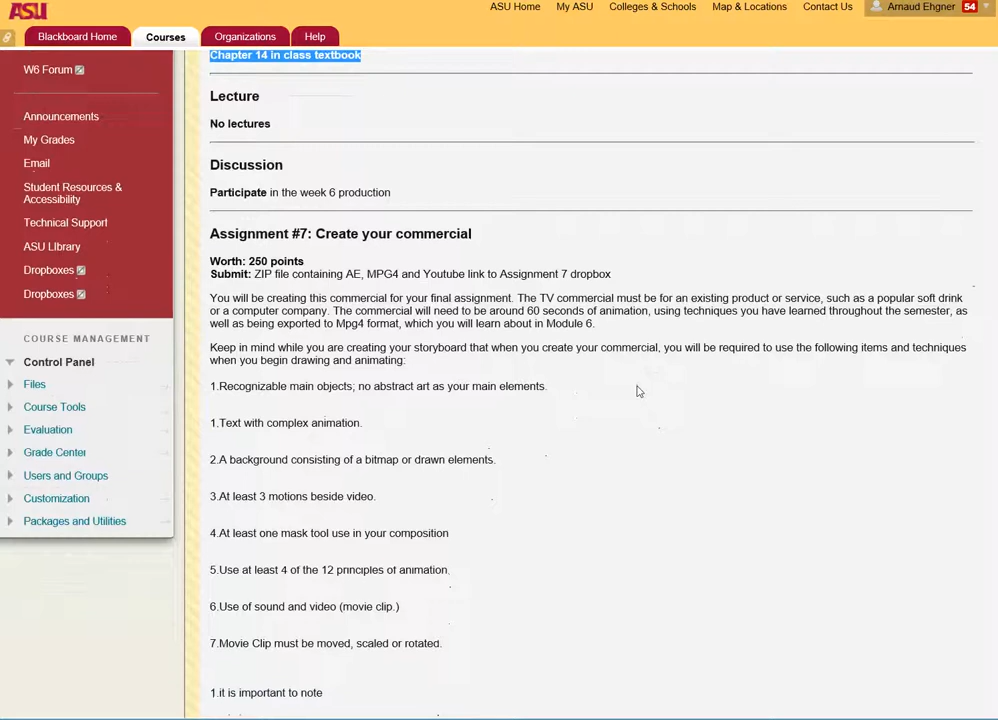 ASU
ASU Home My ASU Colleges & Schools Map & Locations Contact Us Arnaud Ehgner 54
Blackboard Home Courses Organizations Help
W6 Forum
Announcements
My Grades
Email
Student Resources &
Accessibility
Technical Support
ASU Library
Dropboxes
Dropboxes
COURSE MANAGEMENT
Control Panel
Files
Course Tools
Evaluation
Grade Center
Users and Groups
Customization
Packages and Utilities
Chapter 14 in class textbook
Lecture
No lectures
Discussion
Participate in the week 6 production
Assignment #7: Create your commercial
Worth: 250 points
Submit: ZIP file containing AE, MPG4 and Youtube link to Assignment 7 dropbox
You will be creating this commercial for your final assignment. The TV commercial must be for an existing product or service, such as a popular soft drink
or a computer company. The commercial will need to be around 60 seconds of animation, using techniques you have learned throughout the semester, as
well as being exported to Mpg4 format, which you will learn about in Module 6.
Keep in mind while you are creating your storyboard that when you create your commercial, you will be required to use the following items and techniques
when you begin drawing and animating:
1.Recognizable main objects; no abstract art as your main elements.
1.Text with complex animation.
2.A background consisting of a bitmap or drawn elements.
3.At least 3 motions beside video.
4.At least one mask tool use in your composition
5.Use at least 4 of the 12 principles of animation.
6.Use of sound and video (movie clip.)
7.Movie Clip must be moved, scaled or rotated.
1.it is important to note